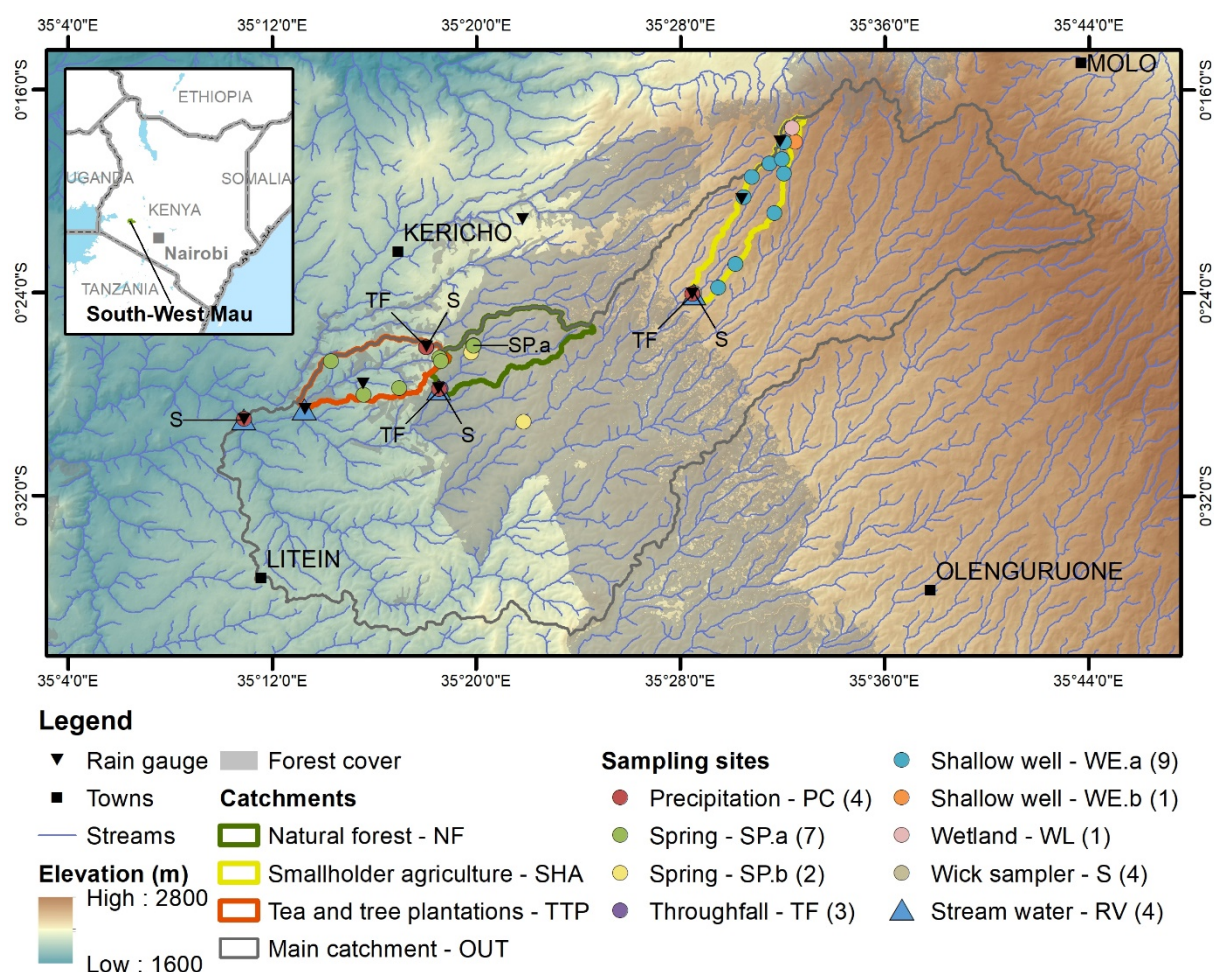 35°4'0"E 35°12'0"E 35°20'0"E 35°28'0"E 35°36'0"E 35°44'0"E
0°16'0"S
0°16'0"S
MOLO
ETHIOPIA
UGANDA
SOMALIA
KENYA
Nairobi
TANZANIA
South-West Mau
KERICHO
0°24'0"S
0°24'0"S
TF S
SP.a
TF S
S
TF S
0°32'0"S
0°32'0"S
LITEIN
OLENGURUONE
35°4'0"E 35°12'0"E 35°20'0"E 35°28'0"E 35°36'0"E 35°44'0"E
Legend
Rain gauge
Towns
Streams
Elevation (m)
High : 2800
Low : 1600
Forest cover
Catchments
Natural forest - NF
Smallholder agriculture - SHA
Tea and tree plantations - TTP
Main catchment - OUT
Sampling sites
Precipitation - PC (4)
Spring - SP.a (7)
Spring - SP.b (2)
Throughfall - TF (3)
Shallow well - WE.a (9)
Shallow well - WE.b (1)
Wetland - WL (1)
Wick sampler - S (4)
Stream water - RV (4)